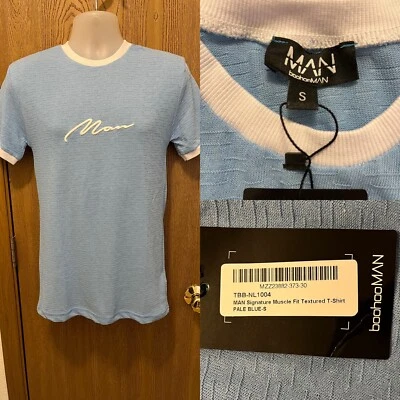 Man
MAN
boohooMAN
S
MZZ23882-373-30
TBB-NL1004
MAN Signature Muscle Fit Textured T-Shirt
PALE BLUE-S
boohooMAN